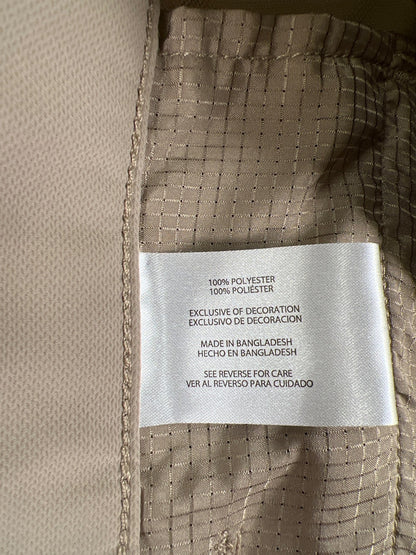 100% POLYESTER
100% POLIÉSTER
EXCLUSIVE OF DECORATION
EXCLUSIVO DE DECORACION
MADE IN BANGLADESH
HECHO EN BANGLADESH
SEE REVERSE FOR CARE
VER AL REVERSO PARA CUIDADO